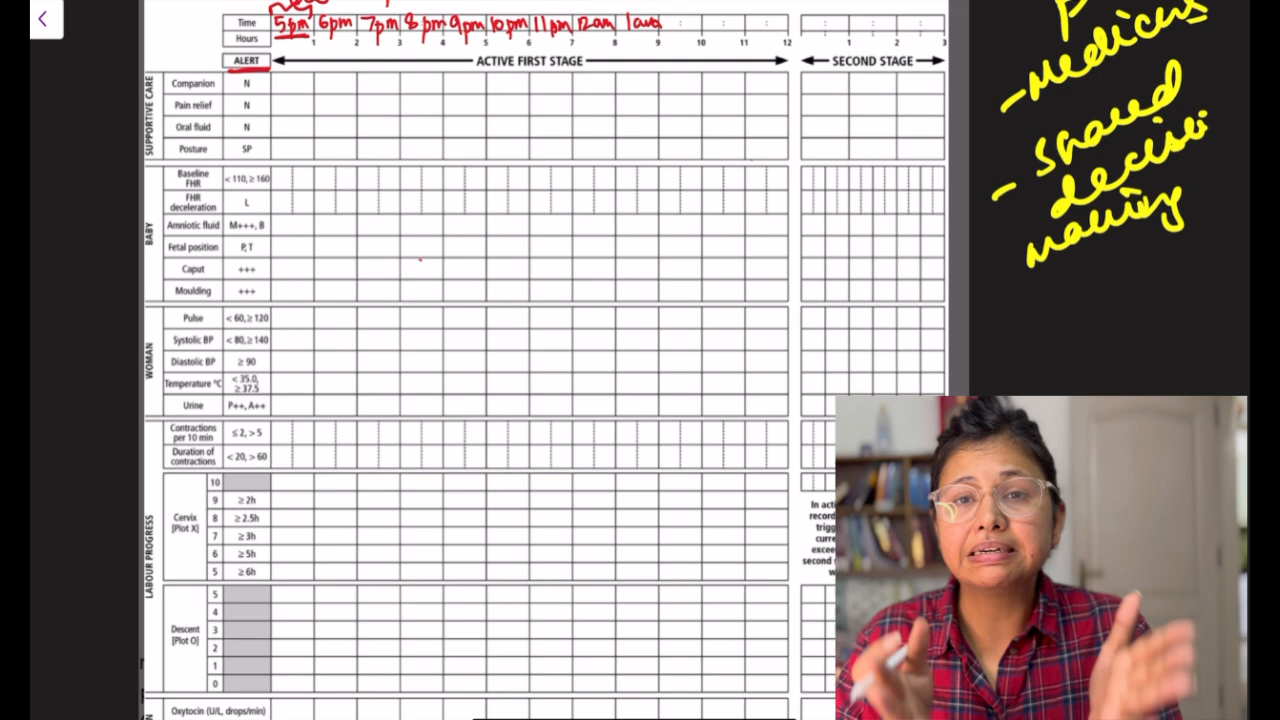 Time 5pm 6pm 7pm 8pm 9pm 10pm 11pm 12am 1am : : : : : : :
Hours 1 2 3 4 5 6 7 8 9 10 11 12 1 2 3
ALERT ACTIVE FIRST STAGE SECOND STAGE
SUPPORTIVE CARE
Companion N
Pain relief N
Oral fluid N
Posture SP
BABY
Baseline FHR < 110, ≥ 160
FHR deceleration L
Amniotic fluid M+++, B
Fetal position P, T
Caput +++
Moulding +++
WOMAN
Pulse < 60, ≥ 120
Systolic BP < 80, ≥ 140
Diastolic BP ≥ 90
Temperature °C < 35.0, ≥ 37.5
Urine P++, A++
LABOUR PROGRESS
Contractions per 10 min ≤ 2, > 5
Duration of contractions < 20, > 60
Cervix [Plot X]
10
9 ≥ 2h
8 ≥ 2.5h
7 ≥ 3h
6 ≥ 5h
5 ≥ 6h
Descent [Plot O]
5
4
3
2
1
0
Oxytocin (U/L, drops/min)
In
record
second
- Medicines
- Shared
decision
making